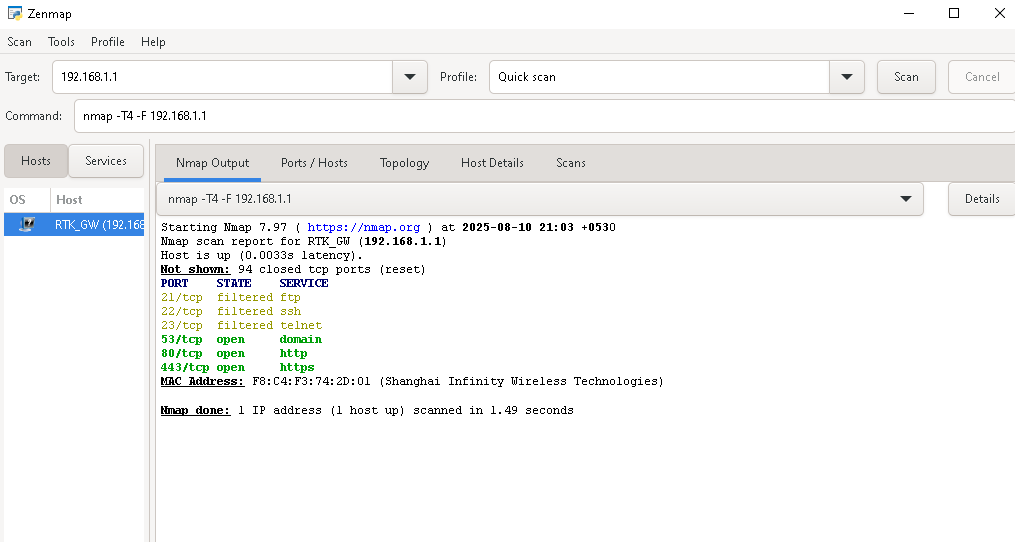 Zenmap
Scan Tools Profile Help
Target: 192.168.1.1 Profile: Quick scan Scan Cancel
Command: nmap -T4 -F 192.168.1.1
Hosts Services Nmap Output Ports / Hosts Topology Host Details Scans
OS Host nmap -T4 -F 192.168.1.1 Details
RTK_GW (192.168
Starting Nmap 7.97 ( https://nmap.org ) at 2025-08-10 21:03 +0530
Nmap scan report for RTK_GW (192.168.1.1)
Host is up (0.0033s latency).
Not shown: 94 closed tcp ports (reset)
PORT STATE SERVICE
21/tcp filtered ftp
22/tcp filtered ssh
23/tcp filtered telnet
53/tcp open domain
80/tcp open http
443/tcp open https
MAC Address: F8:C4:F3:74:2D:01 (Shanghai Infinity Wireless Technologies)
Nmap done: 1 IP address (1 host up) scanned in 1.49 seconds